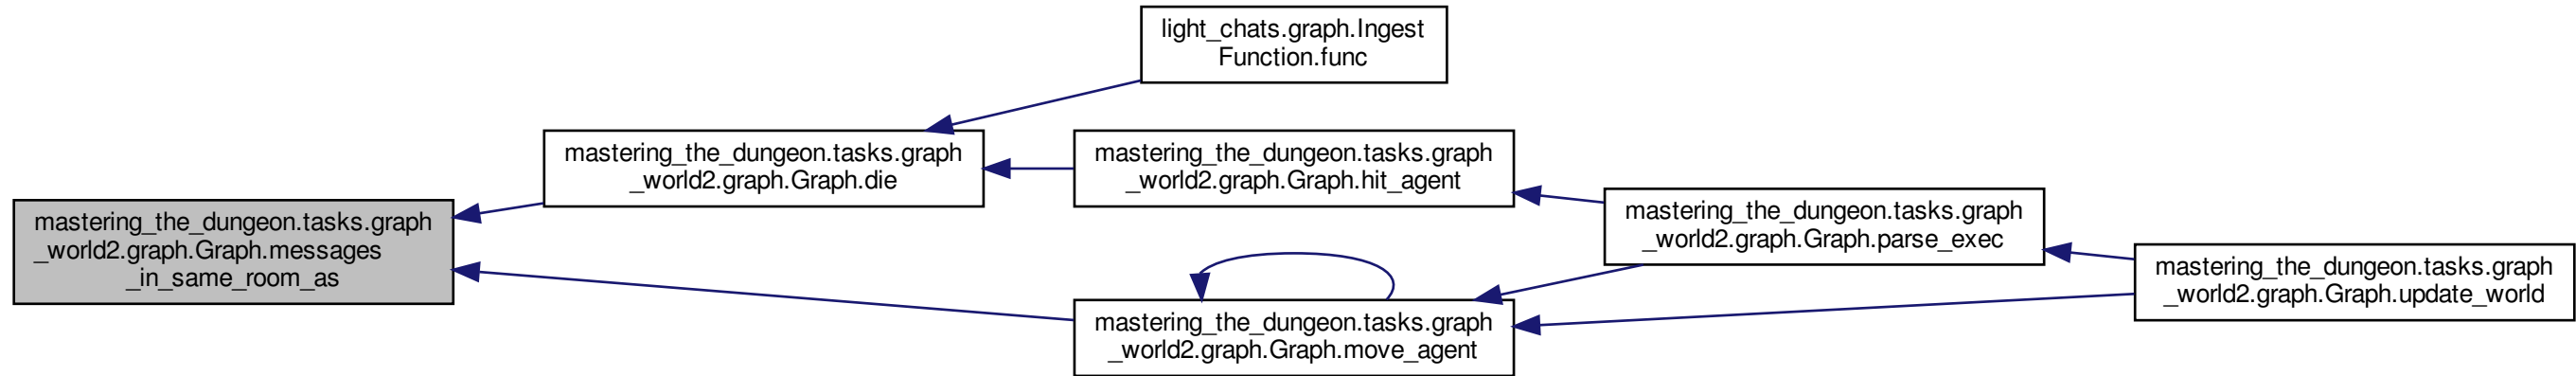 light_chats.graph.Ingest
Function.func
mastering_the_dungeon.tasks.graph
_world2.graph.Graph.die
mastering_the_dungeon.tasks.graph
_world2.graph.Graph.hit_agent
mastering_the_dungeon.tasks.graph
_world2.graph.Graph.parse_exec
mastering_the_dungeon.tasks.graph
_world2.graph.Graph.messages
_in_same_room_as
mastering_the_dungeon.tasks.graph
_world2.graph.Graph.update_world
mastering_the_dungeon.tasks.graph
_world2.graph.Graph.move_agent